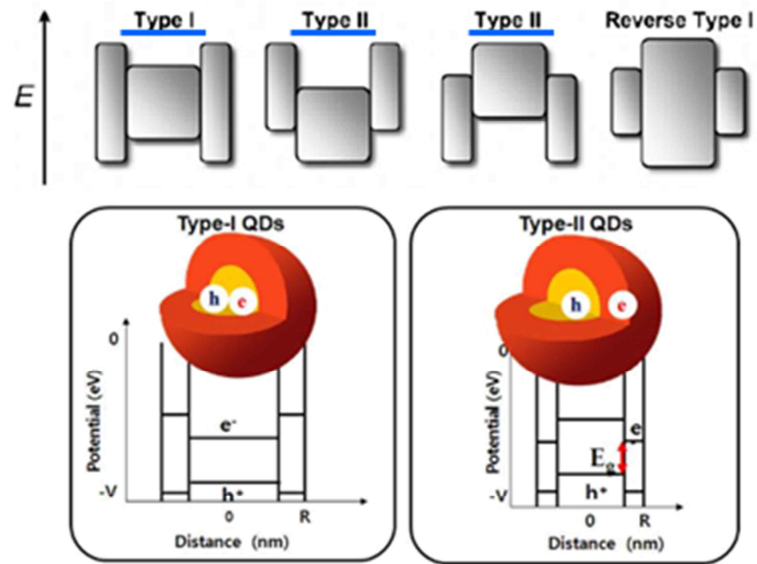 Type I
Type II
Type II
Reverse Type I
E
Type-I QDs
h e
0
Potential (eV)
e-
-V
h+
0 R
Distance (nm)
Type-II QDs
h e
0
Potential (eV)
e
Eg
-V
h+
0 R
Distance (nm)